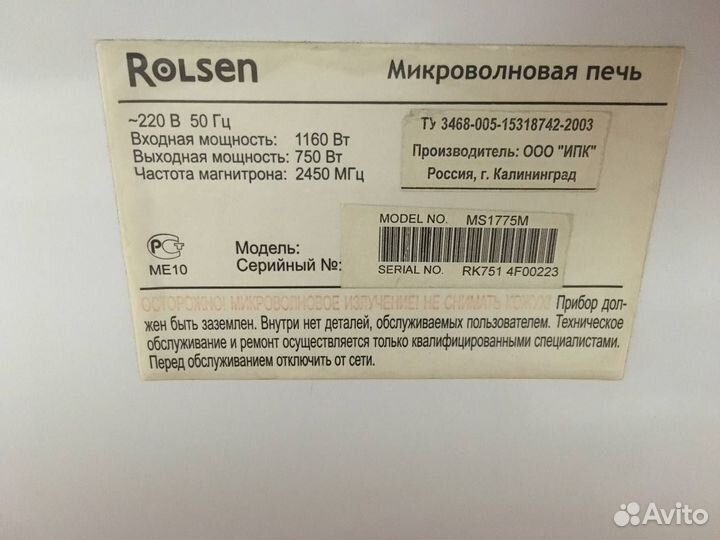 ROLSEN
Микроволновая печь
~220 В 50 Гц
Входная мощность: 1160 Вт
Выходная мощность: 750 Вт
Частота магнитрона: 2450 МГц
ТУ 3468-005-15318742-2003
Производитель: ООО "ИПК"
Россия, г. Калининград
РСТ
ME10
Модель:
Серийный №:
MODEL NO. MS1775M
SERIAL NO. RK751 4F00223
ОСТОРОЖНО! МИКРОВОЛНОВОЕ ИЗЛУЧЕНИЕ! НЕ СНИМАТЬ КОЖУХ! Прибор дол-
жен быть заземлен. Внутри нет деталей, обслуживаемых пользователем. Техническое
обслуживание и ремонт осуществляется только квалифицированными специалистами.
Перед обслуживанием отключить от сети.
Avito